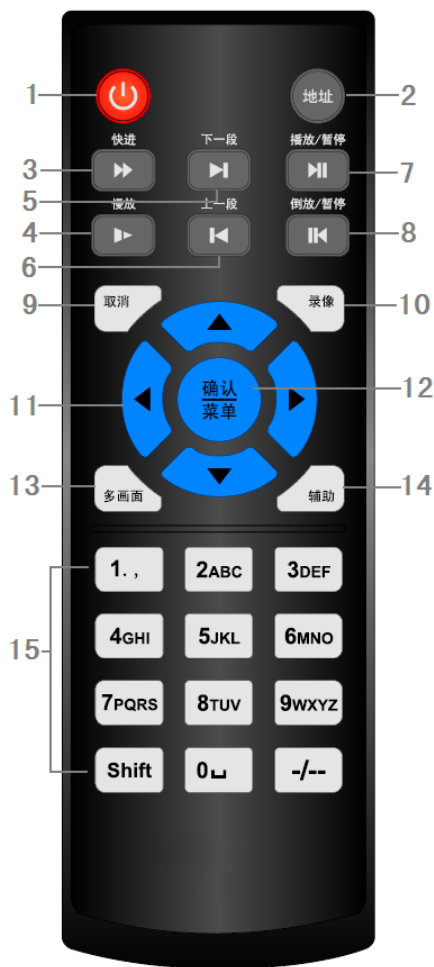 1
地址
2
快进
下一段
播放/暂停
3
5
7
慢放
上一段
倒放/暂停
4
6
8
9
取消
录像
10
11
确认
菜单
12
13
多画面
辅助
14
1.,
2ABC
3DEF
15
4GHI
5JKL
6MNO
7PQRS
8TUV
9WXYZ
Shift
0␣
-/--